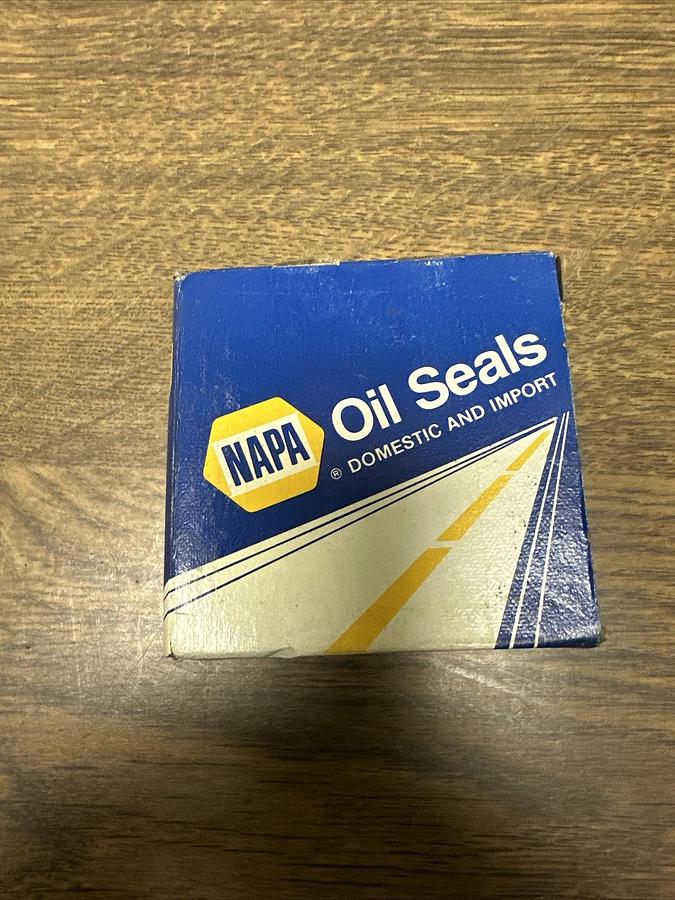 Oil Seals
NAPA
® DOMESTIC AND IMPORT